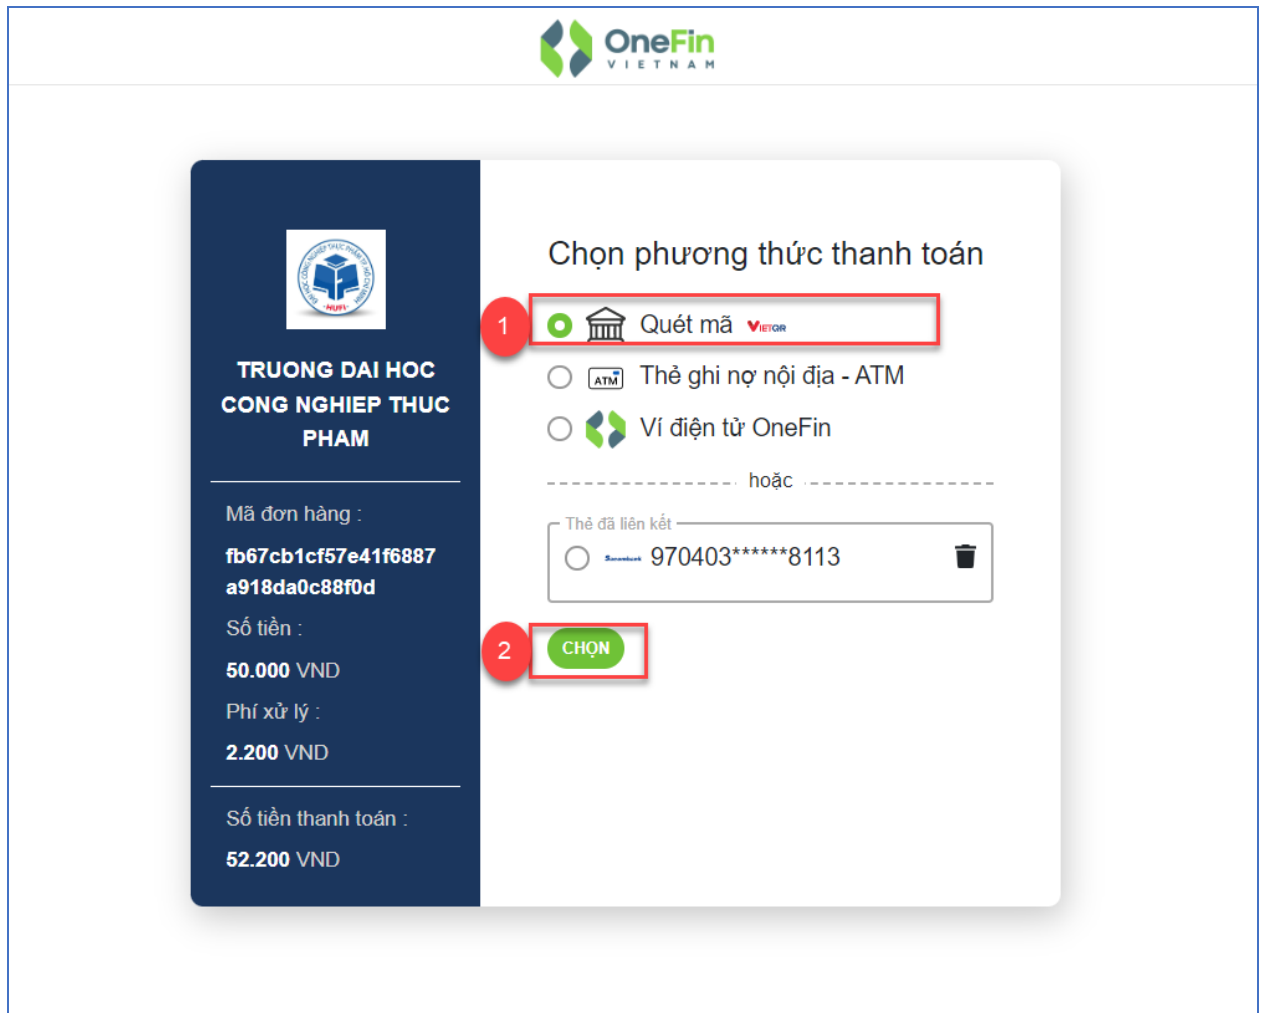 OneFin
VIETNAM
HUFI
TRUONG DAI HOC
CONG NGHIEP THUC
PHAM
Mã đơn hàng :
fb67cb1cf57e41f6887
a918da0c88f0d
Số tiền :
50.000 VND
Phí xử lý :
2.200 VND
Số tiền thanh toán :
52.200 VND
Chọn phương thức thanh toán
1
Quét mã VIETQR
ATM Thẻ ghi nợ nội địa - ATM
Ví điện tử OneFin
hoặc
Thẻ đã liên kết
Sacombank 970403******8113
2
CHỌN